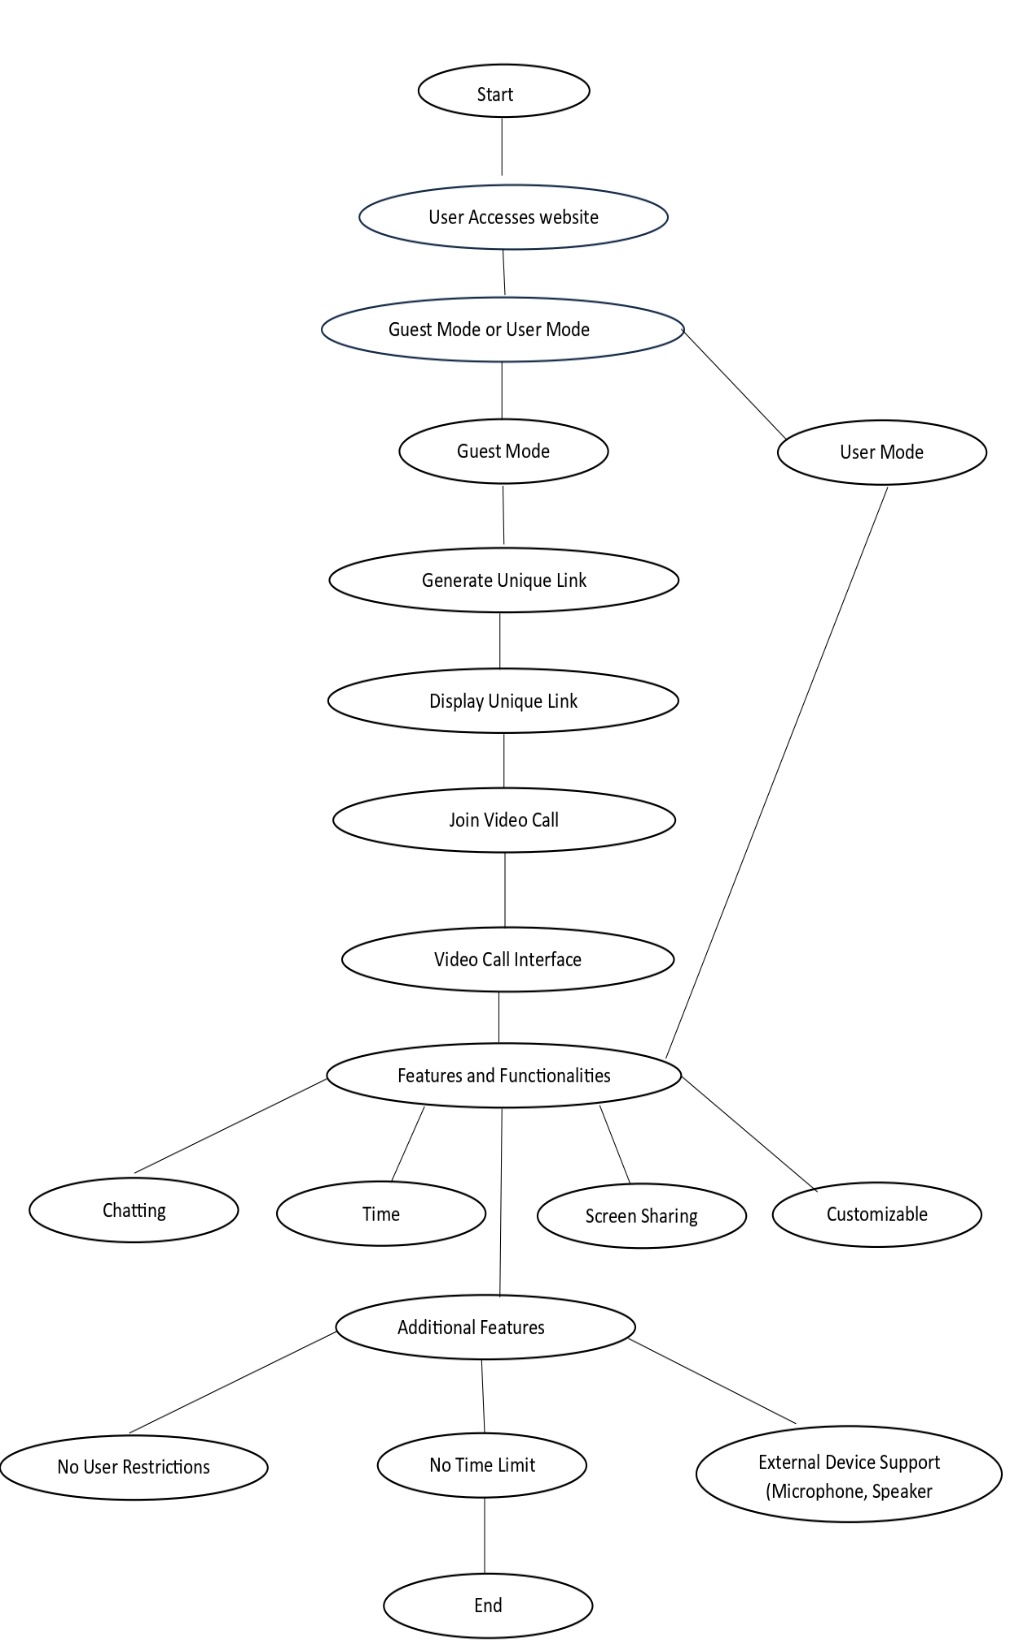 Start
User Accesses website
Guest Mode or User Mode
Guest Mode
User Mode
Generate Unique Link
Display Unique Link
Join Video Call
Video Call Interface
Features and Functionalities
Chatting
Time
Screen Sharing
Customizable
Additional Features
No User Restrictions
No Time Limit
External Device Support
(Microphone, Speaker
End